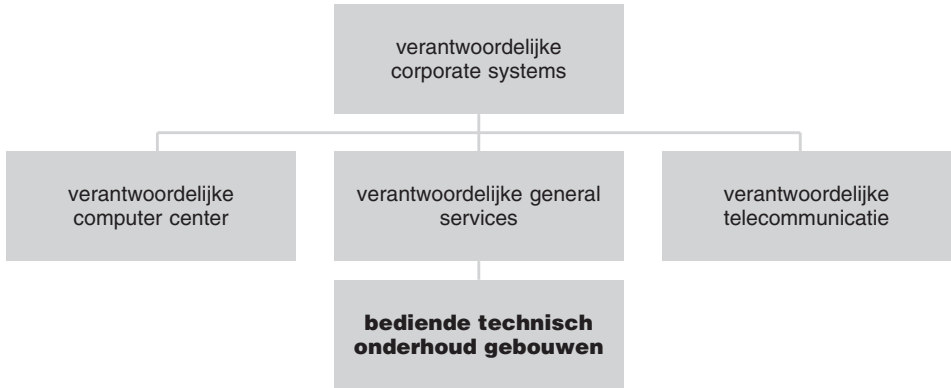 verantwoordelijke
corporate systems
verantwoordelijke
computer center
verantwoordelijke general
services
verantwoordelijke
telecommunicatie
bediende technisch
onderhoud gebouwen